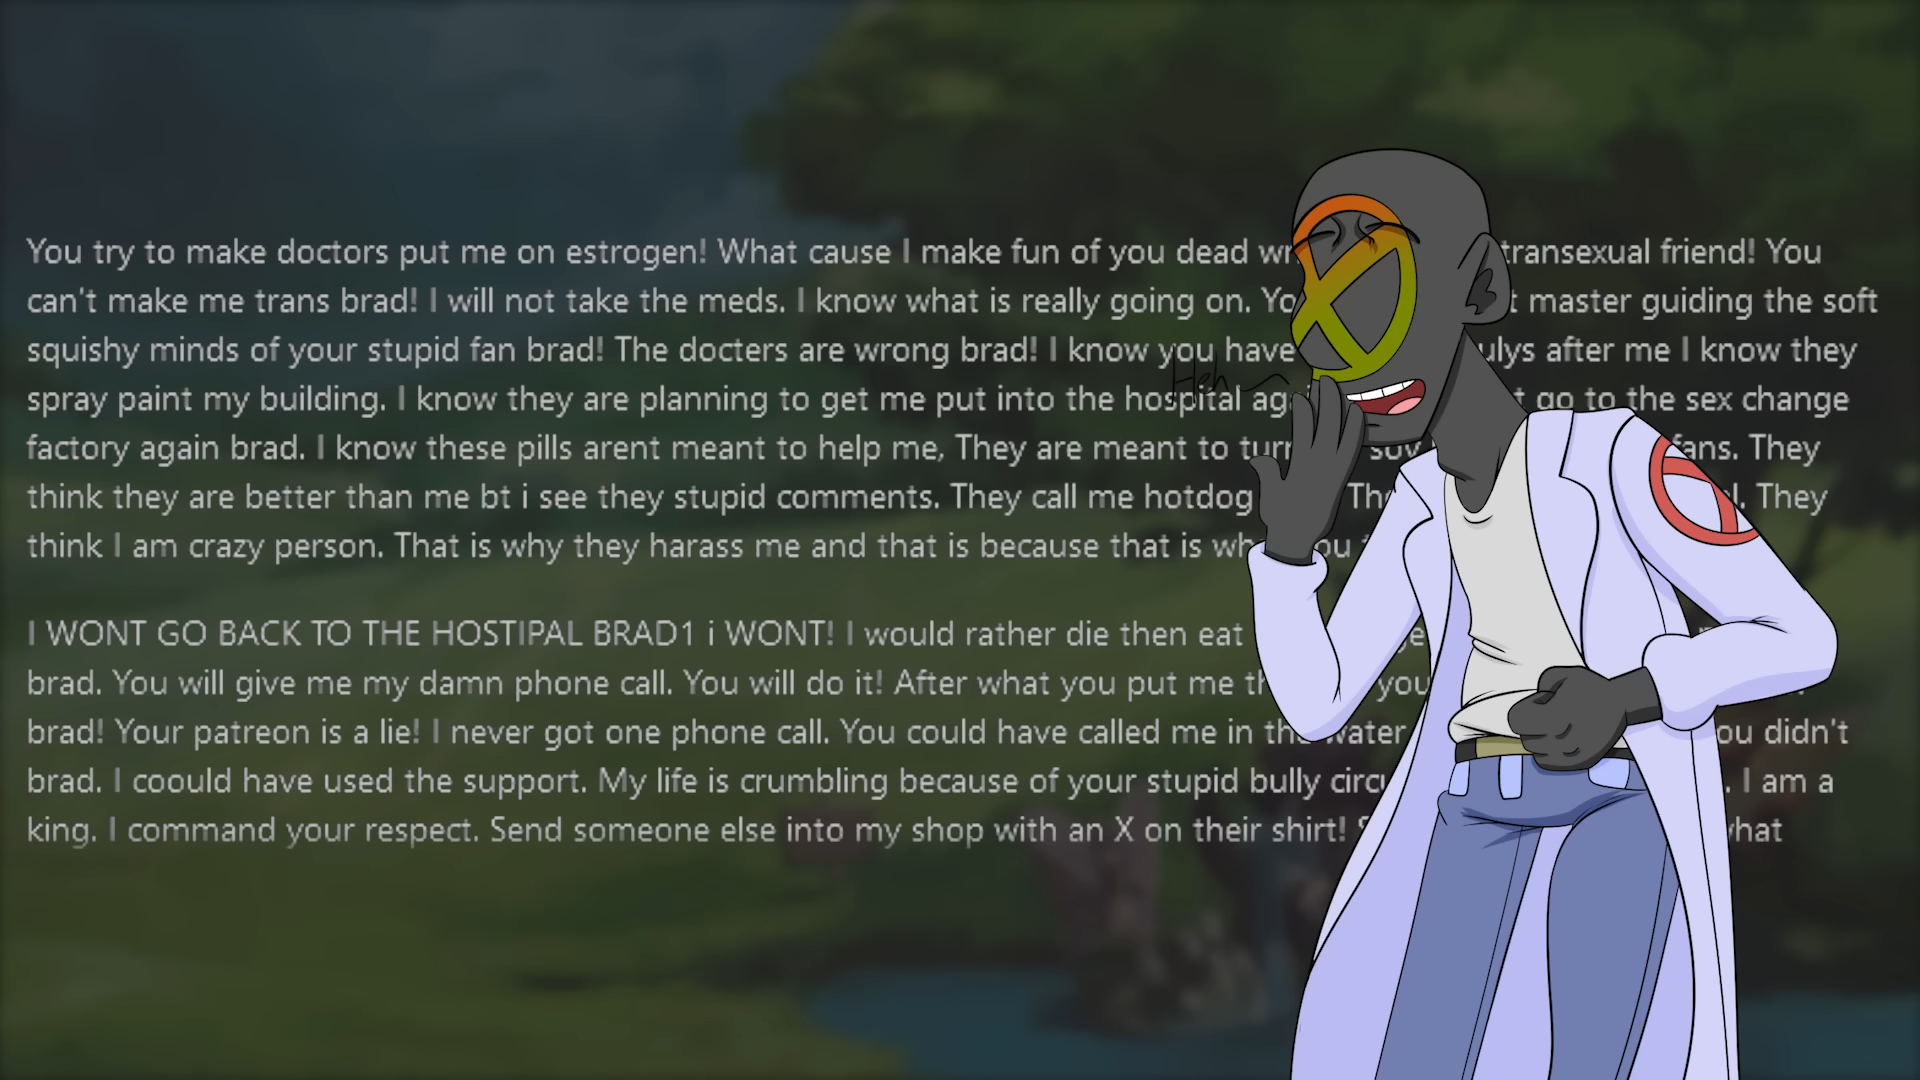 You try to make doctors put me on estrogen! What cause I make fun of you dead transexual friend! You
can't make me trans brad! I will not take the meds. I know what is really going on. master guiding the soft
squishy minds of your stupid fan brad! The docters are wrong brad! I know you have after me I know they
spray paint my building. I know they are planning to get me put into the hospital go to the sex change
factory again brad. I know these pills arent meant to help me, They are meant to fans. They
think they are better than me bt i see they stupid comments. They call me hotdog They
think I am crazy person. That is why they harass me and that is because that is
Heh
I WONT GO BACK TO THE HOSTIPAL BRAD1 i WONT! I would rather die then eat
brad. You will give me my damn phone call. You will do it! After what you put me
brad! Your patreon is a lie! I never got one phone call. You could have called me in the water didn't
brad. I coould have used the support. My life is crumbling because of your stupid bully I am a
king. I command your respect. Send someone else into my shop with an X on their shirt!